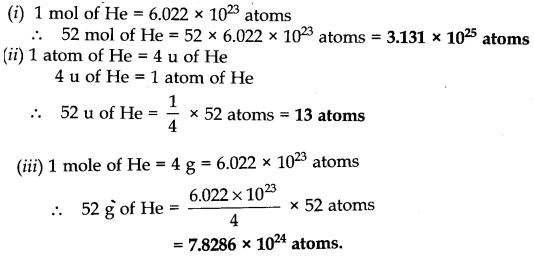 (i) 1 mol of He = 6.022 × 10²³ atoms
∴ 52 mol of He = 52 × 6.022 × 10²³ atoms = 3.131 × 10²⁵ atoms
(ii) 1 atom of He = 4 u of He
4 u of He = 1 atom of He
∴ 52 u of He = 1/4 × 52 atoms = 13 atoms
(iii) 1 mole of He = 4 g = 6.022 × 10²³ atoms
∴ 52 g of He = 6.022 × 10²³/4 × 52 atoms
= 7.8286 × 10²⁴ atoms.